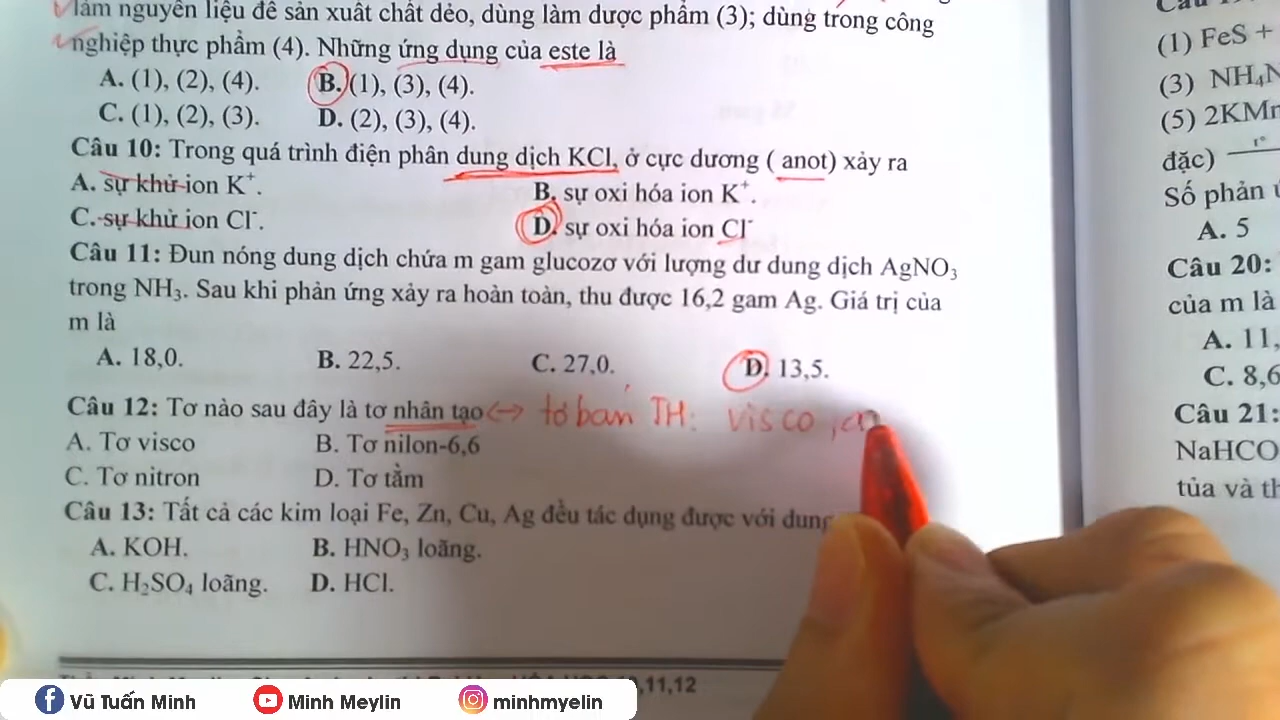 làm nguyên liệu để sản xuất chất dẻo, dùng làm dược phẩm (3); dùng trong công
nghiệp thực phẩm (4). Những ứng dụng của este là
A. (1), (2), (4). B. (1), (3), (4).
C. (1), (2), (3). D. (2), (3), (4).
Câu 10: Trong quá trình điện phân dung dịch KCl, ở cực dương ( anot) xảy ra
A. sự khử ion K⁺. B. sự oxi hóa ion K⁺.
C. sự khử ion Cl⁻. D. sự oxi hóa ion Cl⁻
Câu 11: Đun nóng dung dịch chứa m gam glucozơ với lượng dư dung dịch AgNO₃
trong NH₃. Sau khi phản ứng xảy ra hoàn toàn, thu được 16,2 gam Ag. Giá trị của
m là
A. 18,0. B. 22,5. C. 27,0. D. 13,5.
Câu 12: Tơ nào sau đây là tơ nhân tạo ↔ tơ bán TH: visco, a
A. Tơ visco B. Tơ nilon-6,6
C. Tơ nitron D. Tơ tằm
Câu 13: Tất cả các kim loại Fe, Zn, Cu, Ag đều tác dụng được với dung
A. KOH. B. HNO₃ loãng.
C. H₂SO₄ loãng. D. HCl.
,11,12
(1) FeS +
(3) NH₄N
(5) 2KMn
đặc) t°
Số phản
A. 5
Câu 20:
của m là
A. 11,
C. 8,6
Câu 21:
NaHCO
tủa và th
Vũ Tuấn Minh Minh Meylin minhmyelin